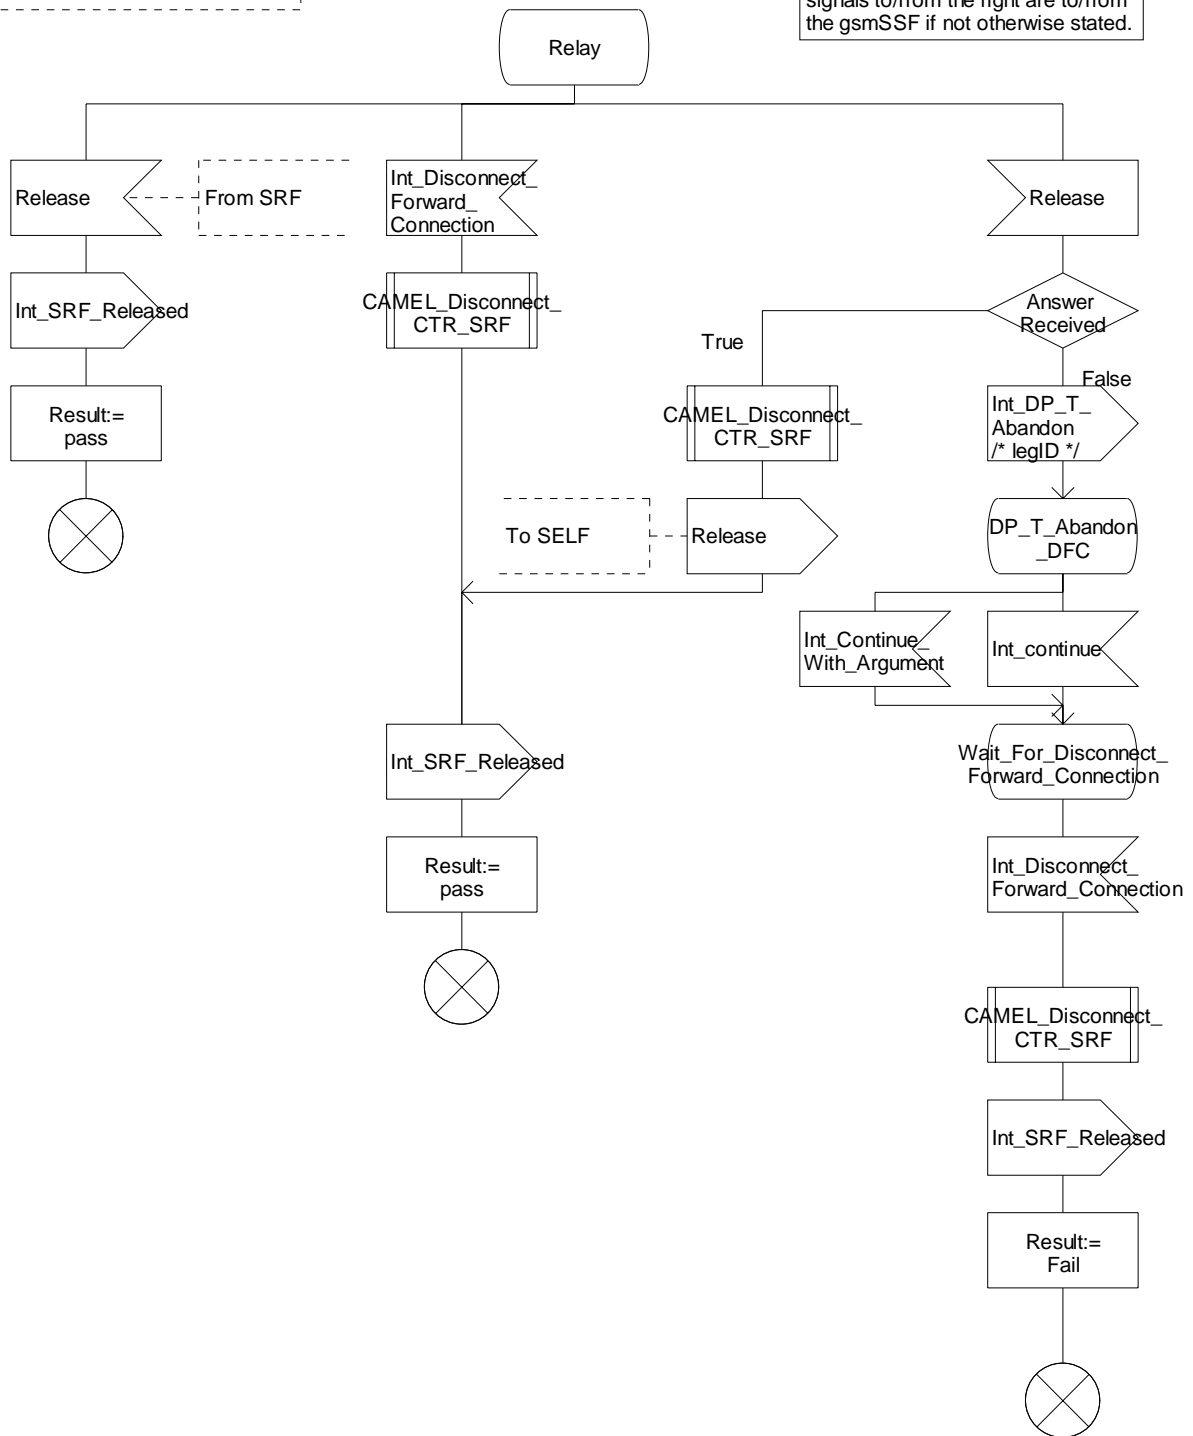 signals to/from the right are to/from
the gsmSSF if not otherwise stated.
Relay
Release
From SRF
Int_Disconnect_
Forward_
Connection
Release
Int_SRF_Released
CAMEL_Disconnect_
CTR_SRF
Answer
Received
True
False
Result:=
pass
CAMEL_Disconnect_
CTR_SRF
Int_DP_T_
Abandon
/* legID */
To SELF
Release
DP_T_Abandon
_DFC
Int_Continue_
With_Argument
Int_continue
Int_SRF_Released
Wait_For_Disconnect_
Forward_Connection
Result:=
pass
Int_Disconnect_
Forward_Connection
CAMEL_Disconnect_
CTR_SRF
Int_SRF_Released
Result:=
Fail